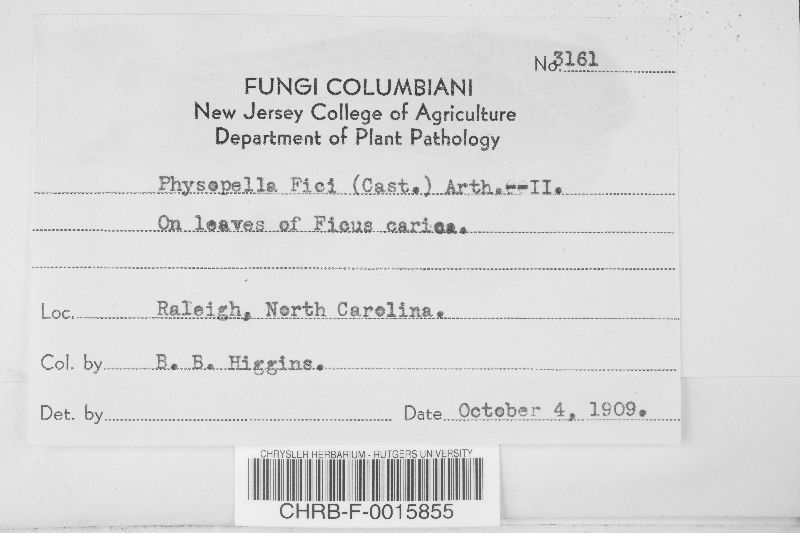 No. 3161
FUNGI COLUMBIANI
New Jersey College of Agriculture
Department of Plant Pathology
Physopella Fici (Cast.) Arth.--II.
On leaves of Ficus carica.
Loc. Raleigh, North Carolina.
Col. by B. B. Higgins.
Det. by
Date October 4, 1909.
CHRYSLER HERBARIUM - RUTGERS UNIVERSITY
CHRB-F-0015855